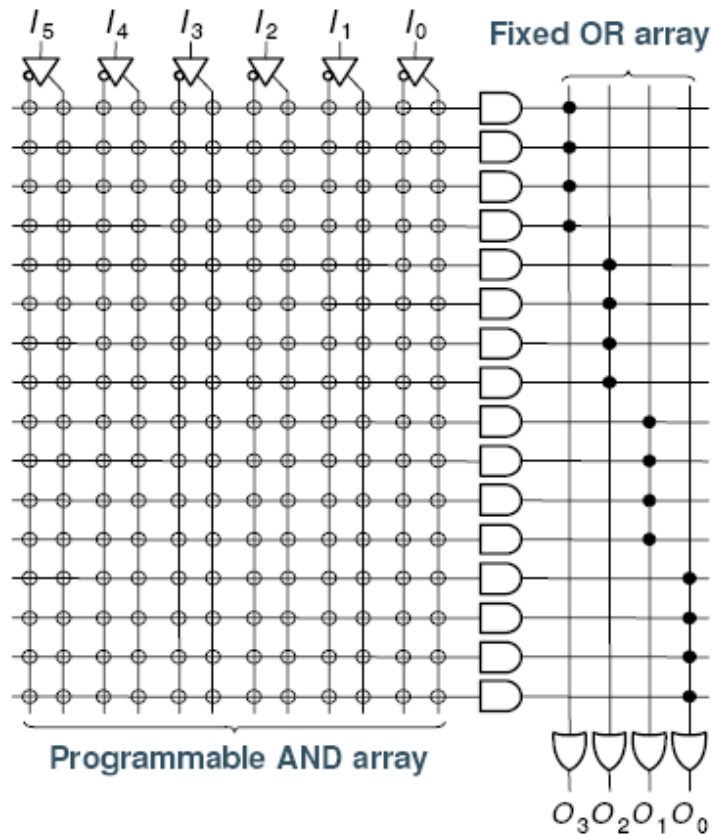 I5 I4 I3 I2 I1 I0
Fixed OR array
Programmable AND array
O3 O2 O1 O0